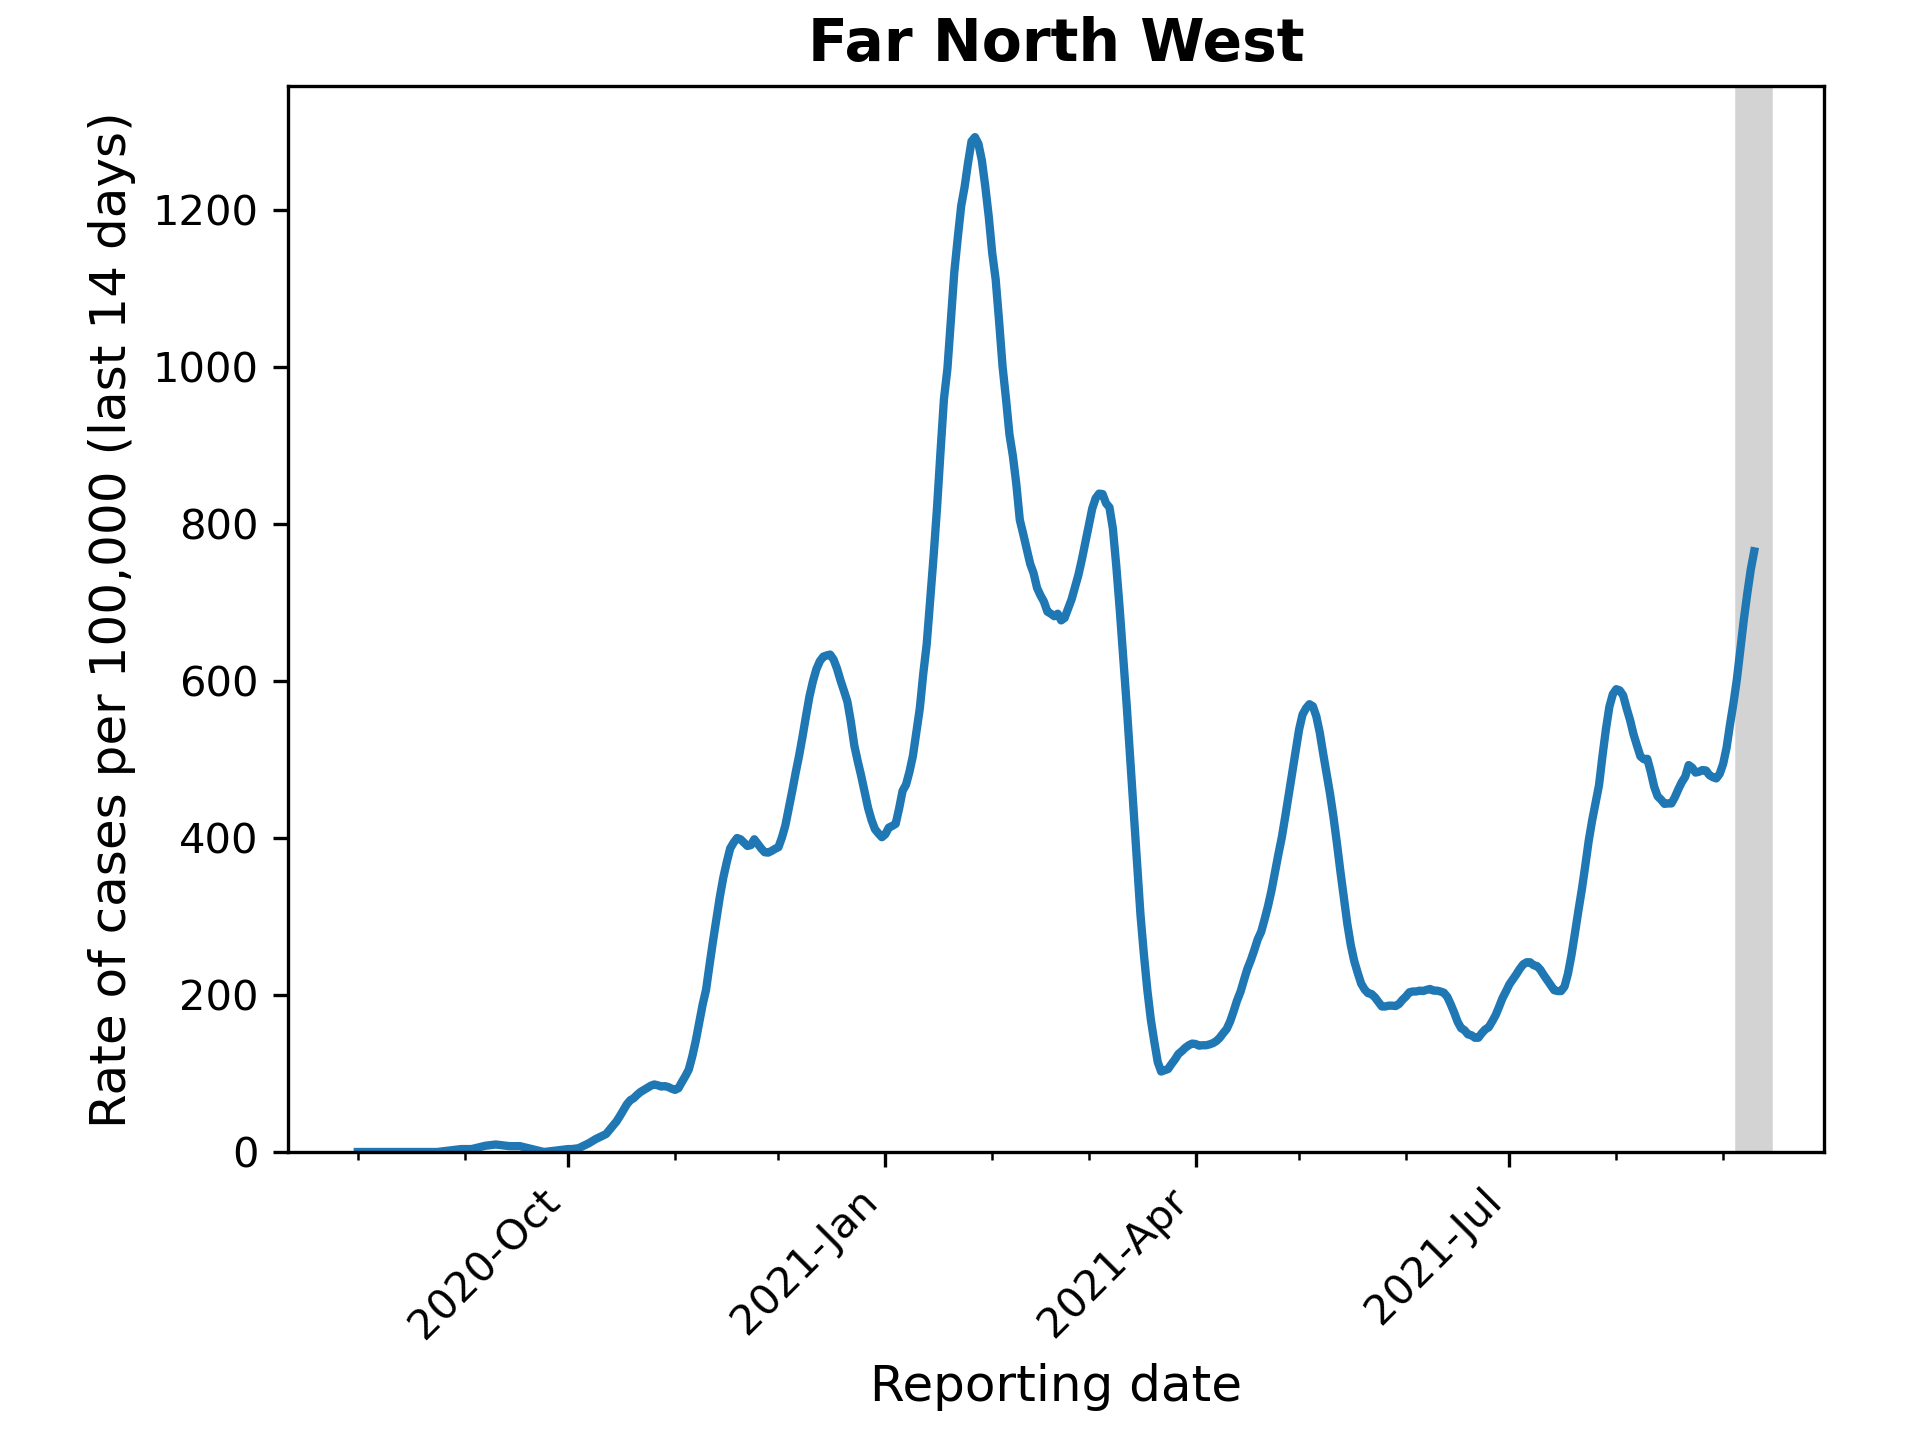 Far North West
Rate of cases per 100,000 (last 14 days)
1200
1000
800
600
400
200
0
2020-Oct
2021-Jan
2021-Apr
2021-Jul
Reporting date